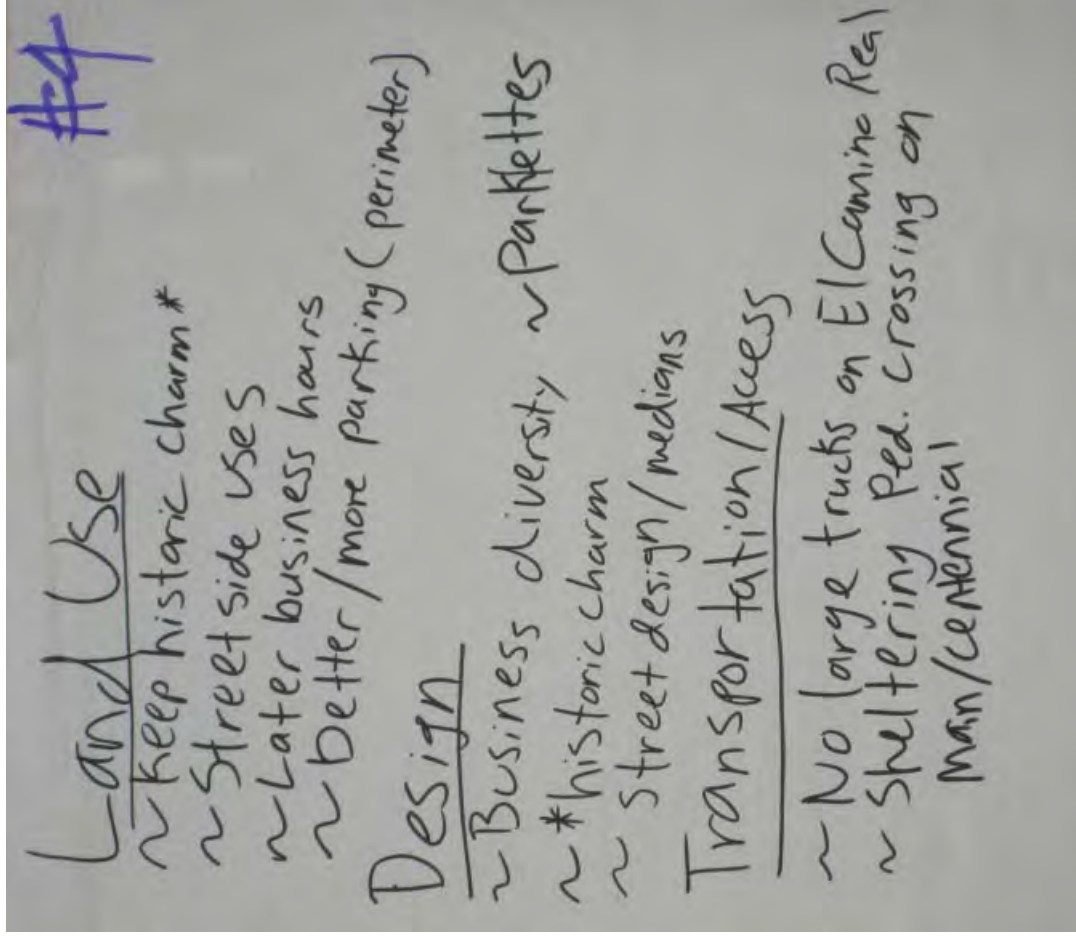 #4
Land Use
~ Keep historic charm*
~ Street side uses
~ Later business hours
~ better/more parking (perimeter)
Design
~ Business diversity ~ Parklettes
~ *historic charm
~ street design/medians
Transportation/Access
~ No large trucks on El Camino Real
~ Sheltering Ped. crossing on
Main/Centennial